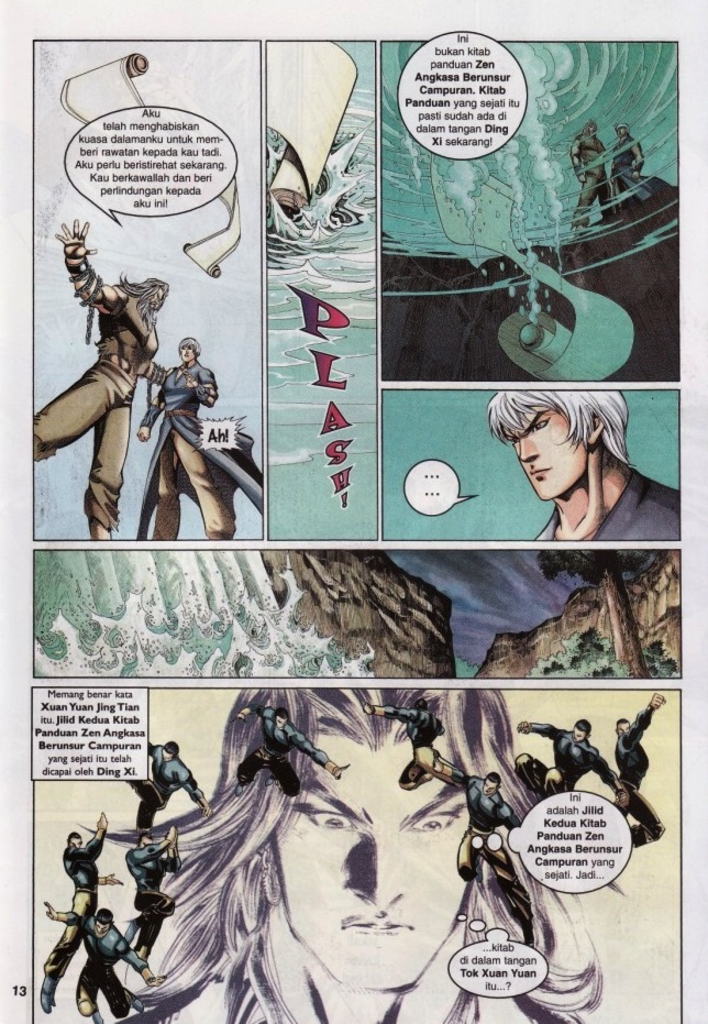 Aku
telah menghabiskan
kuasa dalamanku untuk mem-
beri rawatan kepada kau tadi.
Aku perlu beristirehat sekarang.
Kau berkawallah dan beri
perlindungan kepada
aku ini!
Ah!
PLASH!
Ini
bukan kitab
panduan Zen
Angkasa Berunsur
Campuran. Kitab
Panduan yang sejati itu
pasti sudah ada di
dalam tangan Ding
Xi sekarang!
...
...
Memang benar kata
Xuan Yuan Jing Tian
itu. Jilid Kedua Kitab
Panduan Zen Angkasa
Berunsur Campuran
yang sejati itu telah
dicapai oleh Ding Xi.
Ini
Jilid
Kedua Kitab
Panduan Zen
Angkasa Berunsur
Campuran yang
sejati. Jadi...
...kitab
di dalam tangan
Tok Xuan Yuan
itu...?
13